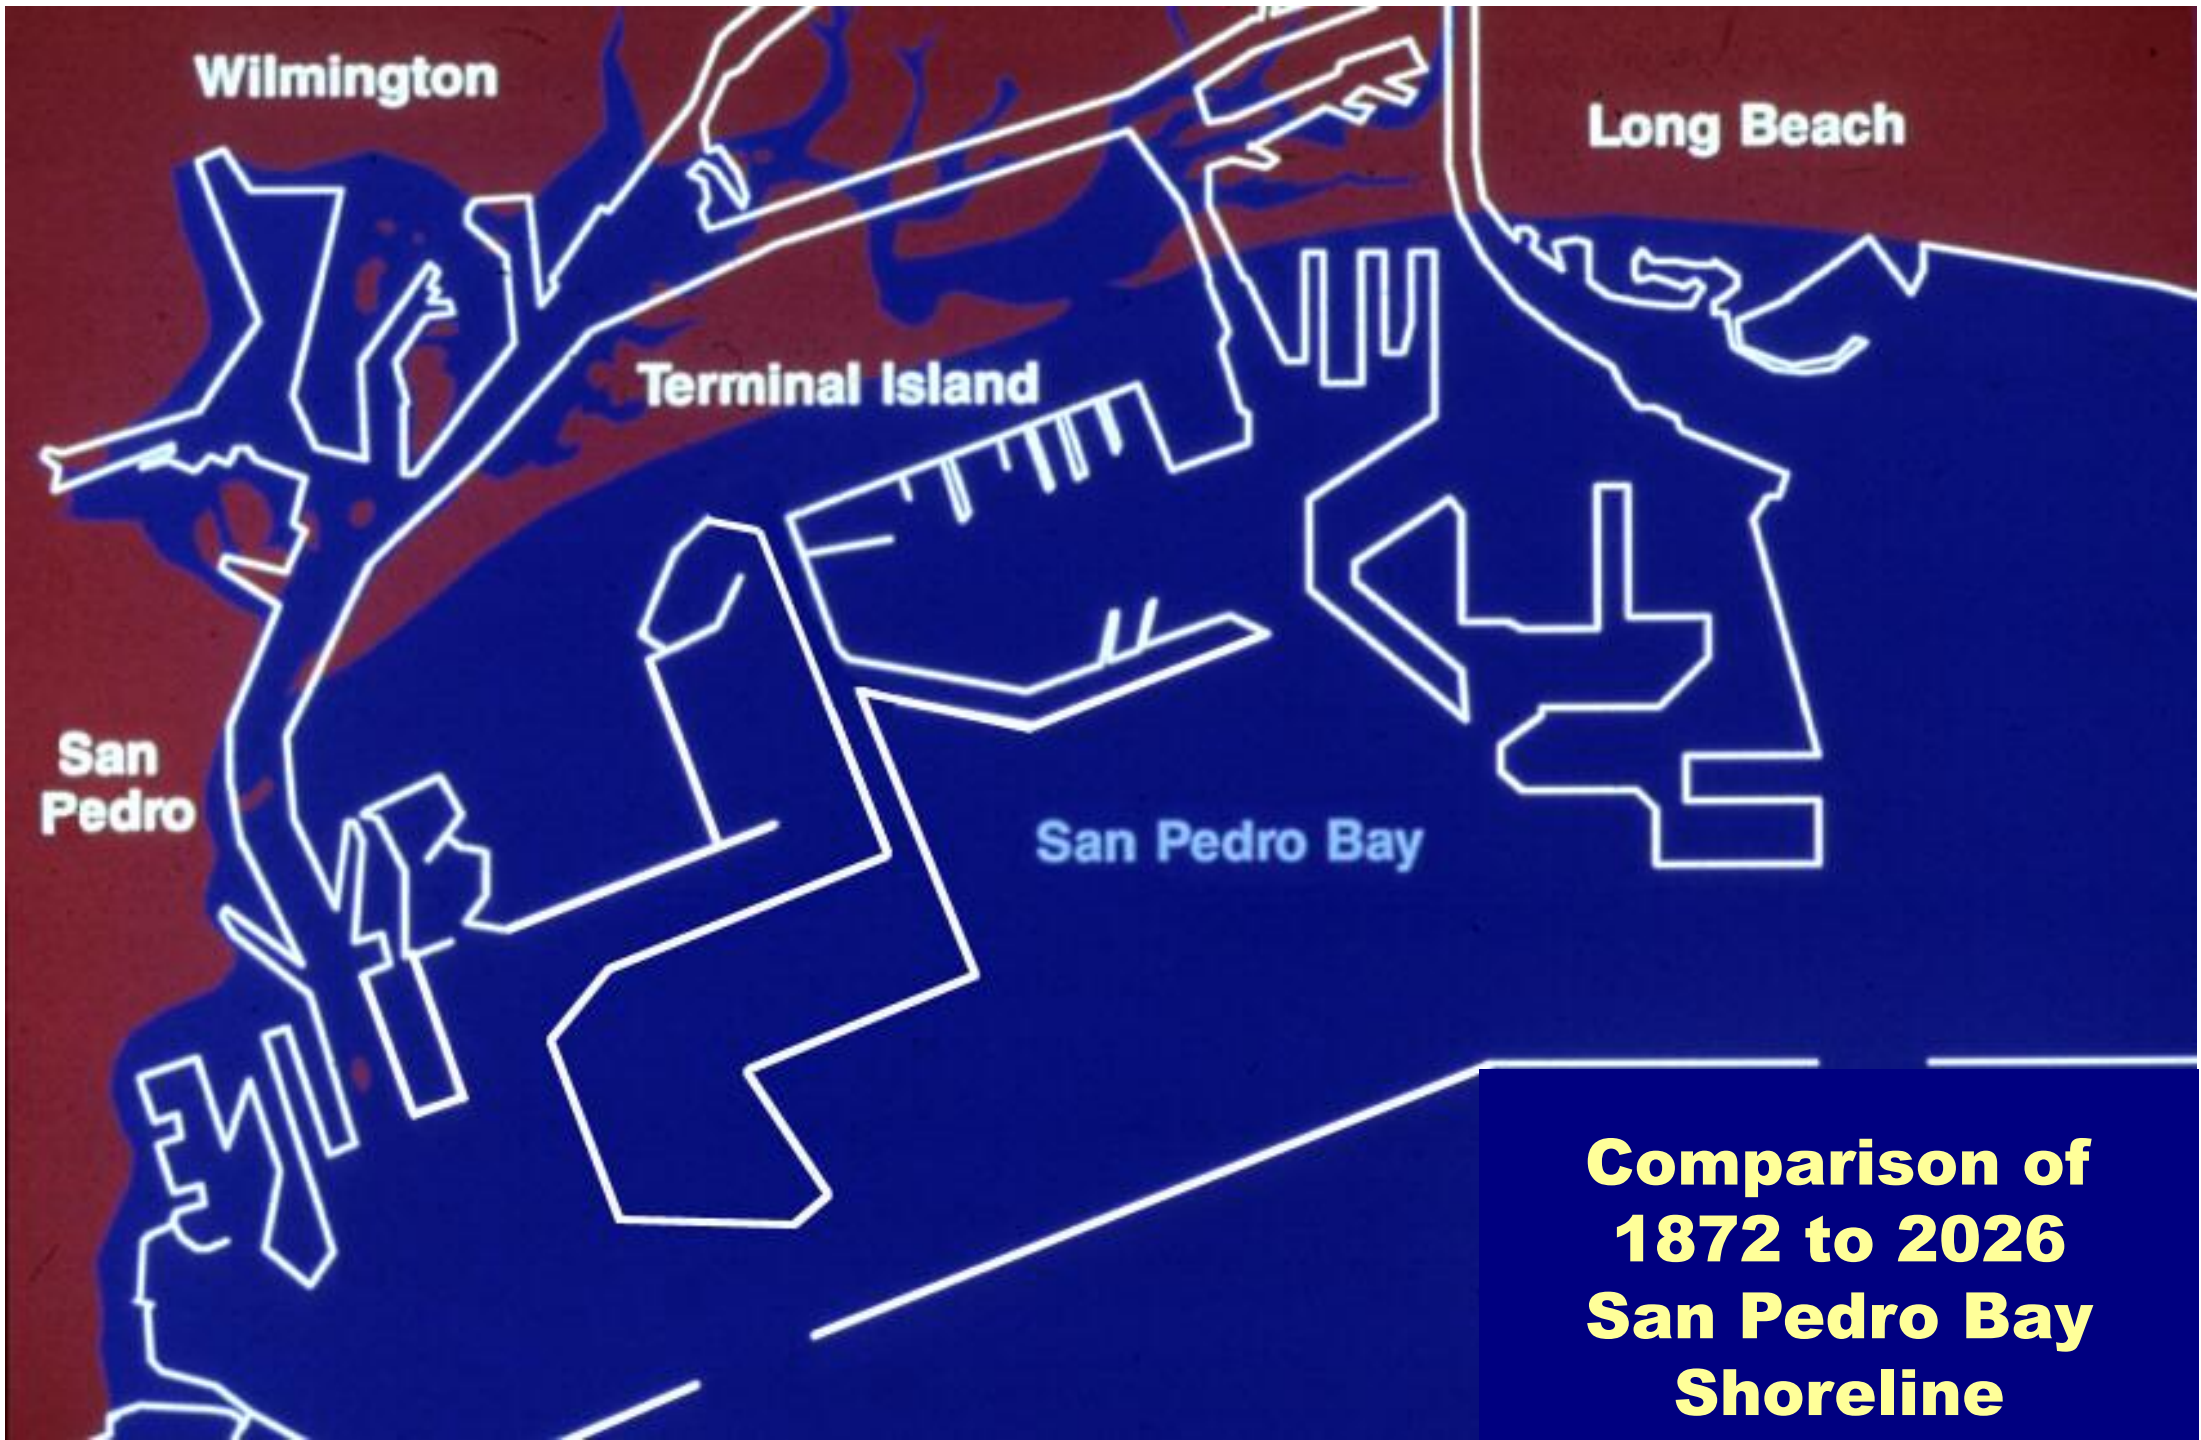 Wilmington
Long Beach
Terminal Island
San
Pedro
San Pedro Bay
Comparison of
1872 to 2026
San Pedro Bay
Shoreline